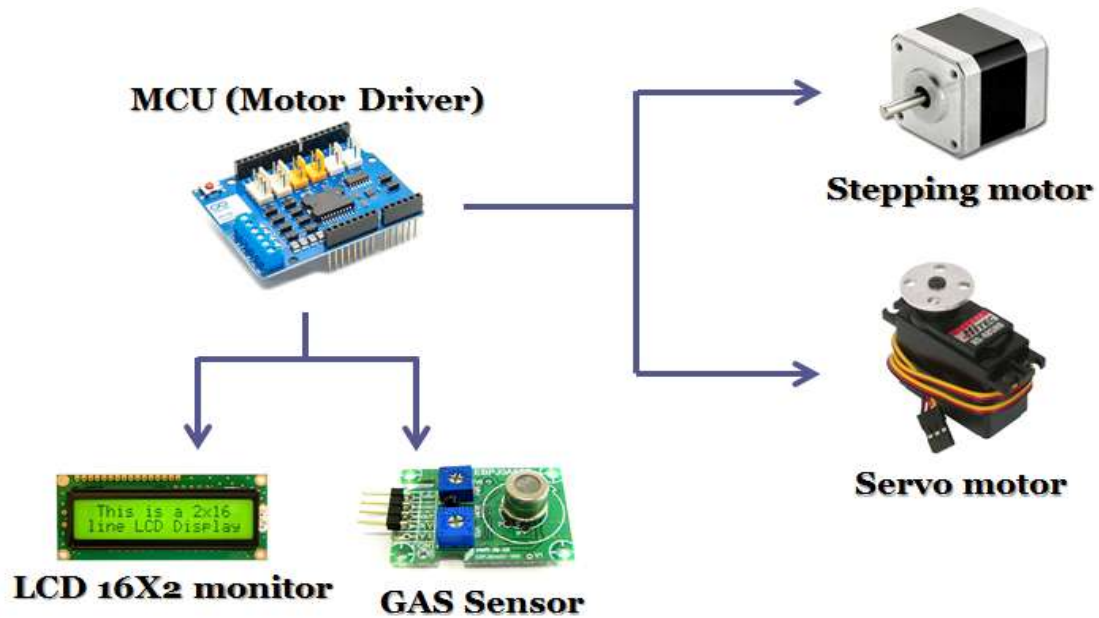 MCU (Motor Driver)
Stepping motor
This is a 2x16
line LCD Display
Servo motor
LCD 16X2 monitor
GAS Sensor